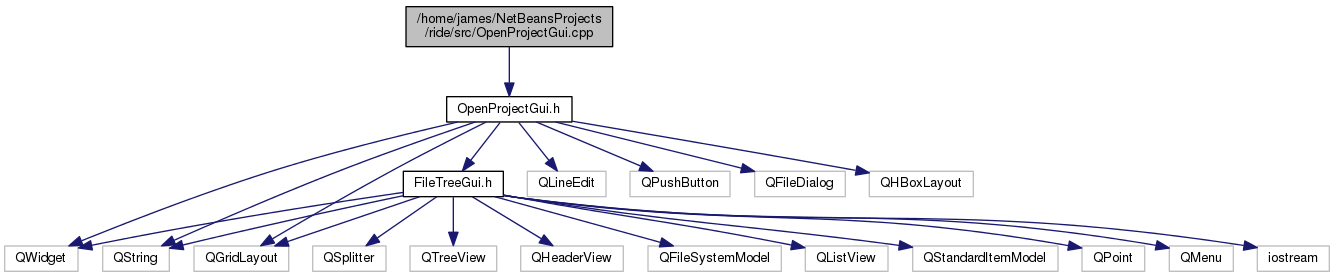 /home/james/NetBeansProjects
/ride/src/OpenProjectGui.cpp
OpenProjectGui.h
FileTreeGui.h
QLineEdit
QPushButton
QFileDialog
QHBoxLayout
QWidget
QString
QGridLayout
QSplitter
QTreeView
QHeaderView
QFileSystemModel
QListView
QStandardItemModel
QPoint
QMenu
iostream